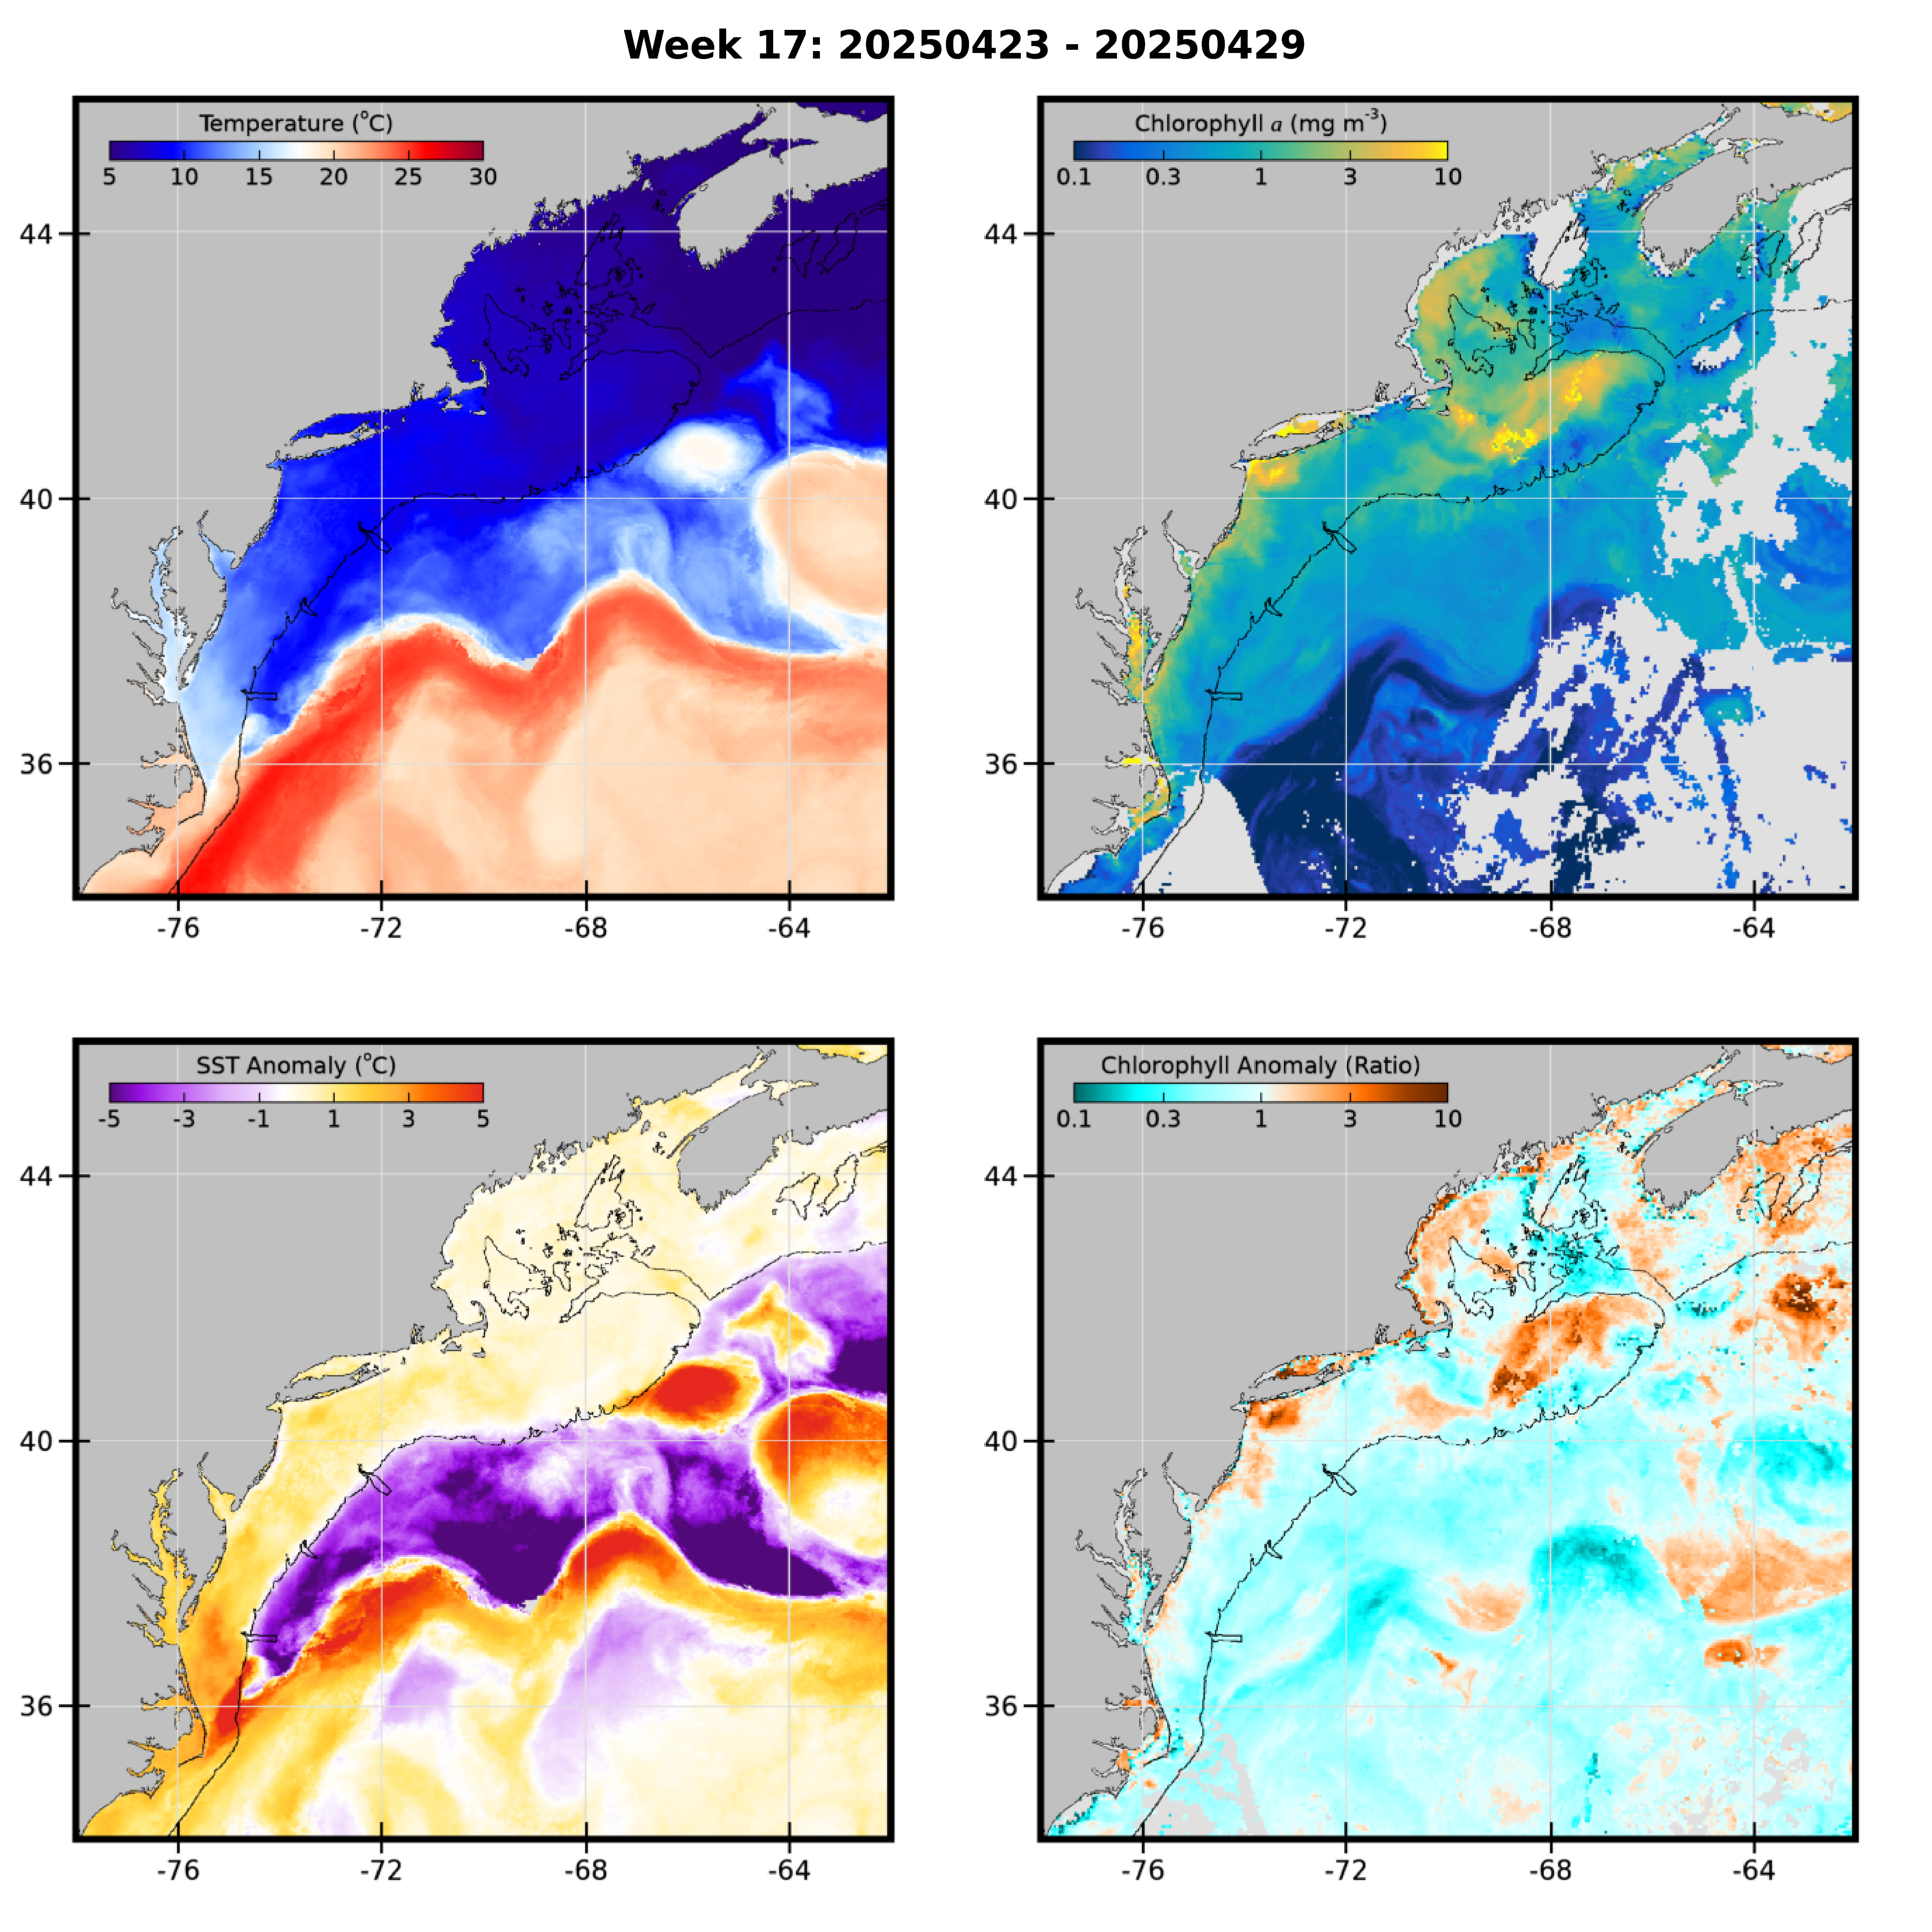 Week 17: 20250423 - 20250429
Temperature (°C)
5 10 15 20 25 30
44
40
36
-76 -72 -68 -64
Chlorophyll a (mg m⁻³)
0.1 0.3 1 3 10
44
40
36
-76 -72 -68 -64
SST Anomaly (°C)
-5 -3 -1 1 3 5
44
40
36
-76 -72 -68 -64
Chlorophyll Anomaly (Ratio)
0.1 0.3 1 3 10
44
40
36
-76 -72 -68 -64